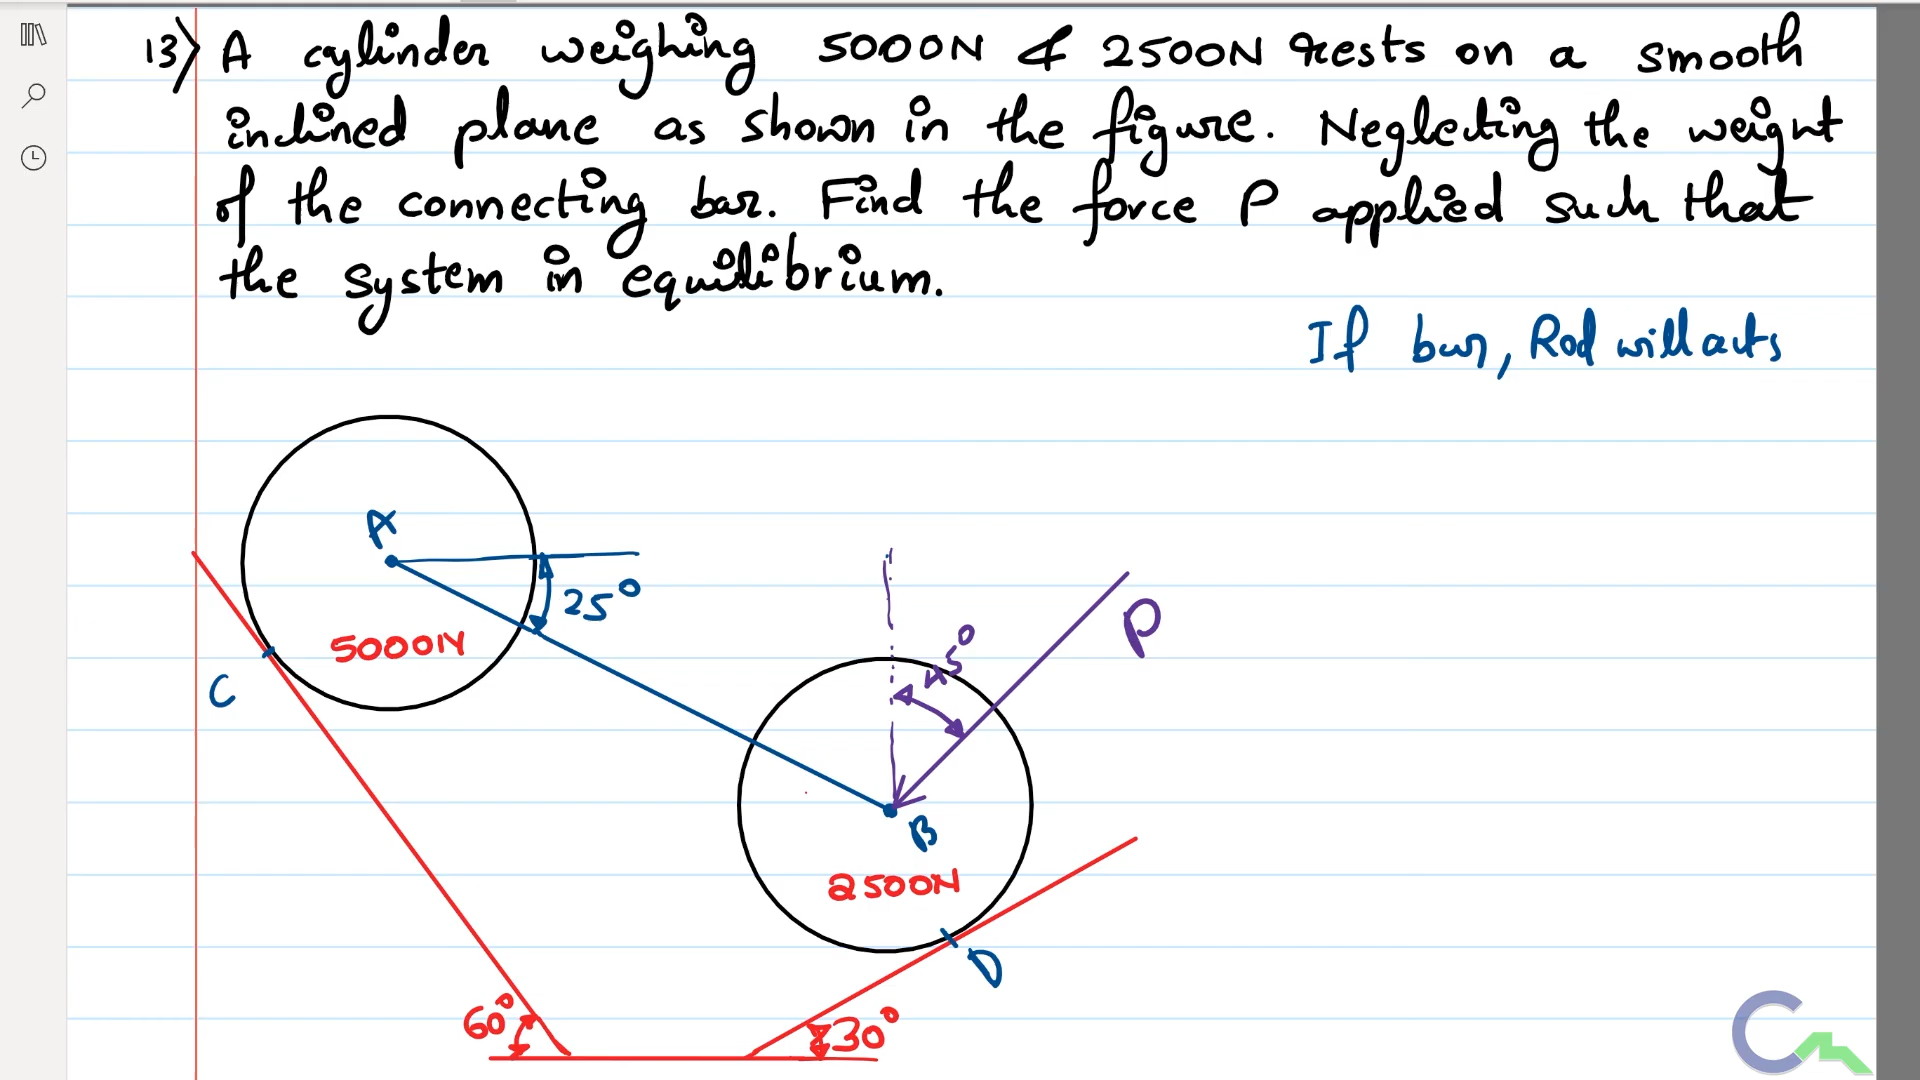 13) A cylinder weighing 5000N & 2500N rests on a smooth
inclined plane as shown in the figure. Neglecting the weight
of the connecting bar. Find the force P applied such that
the system in equilibrium.
If bar, Rod will acts
A
25°
5000N
C
45°
P
B
2500N
D
60°
30°